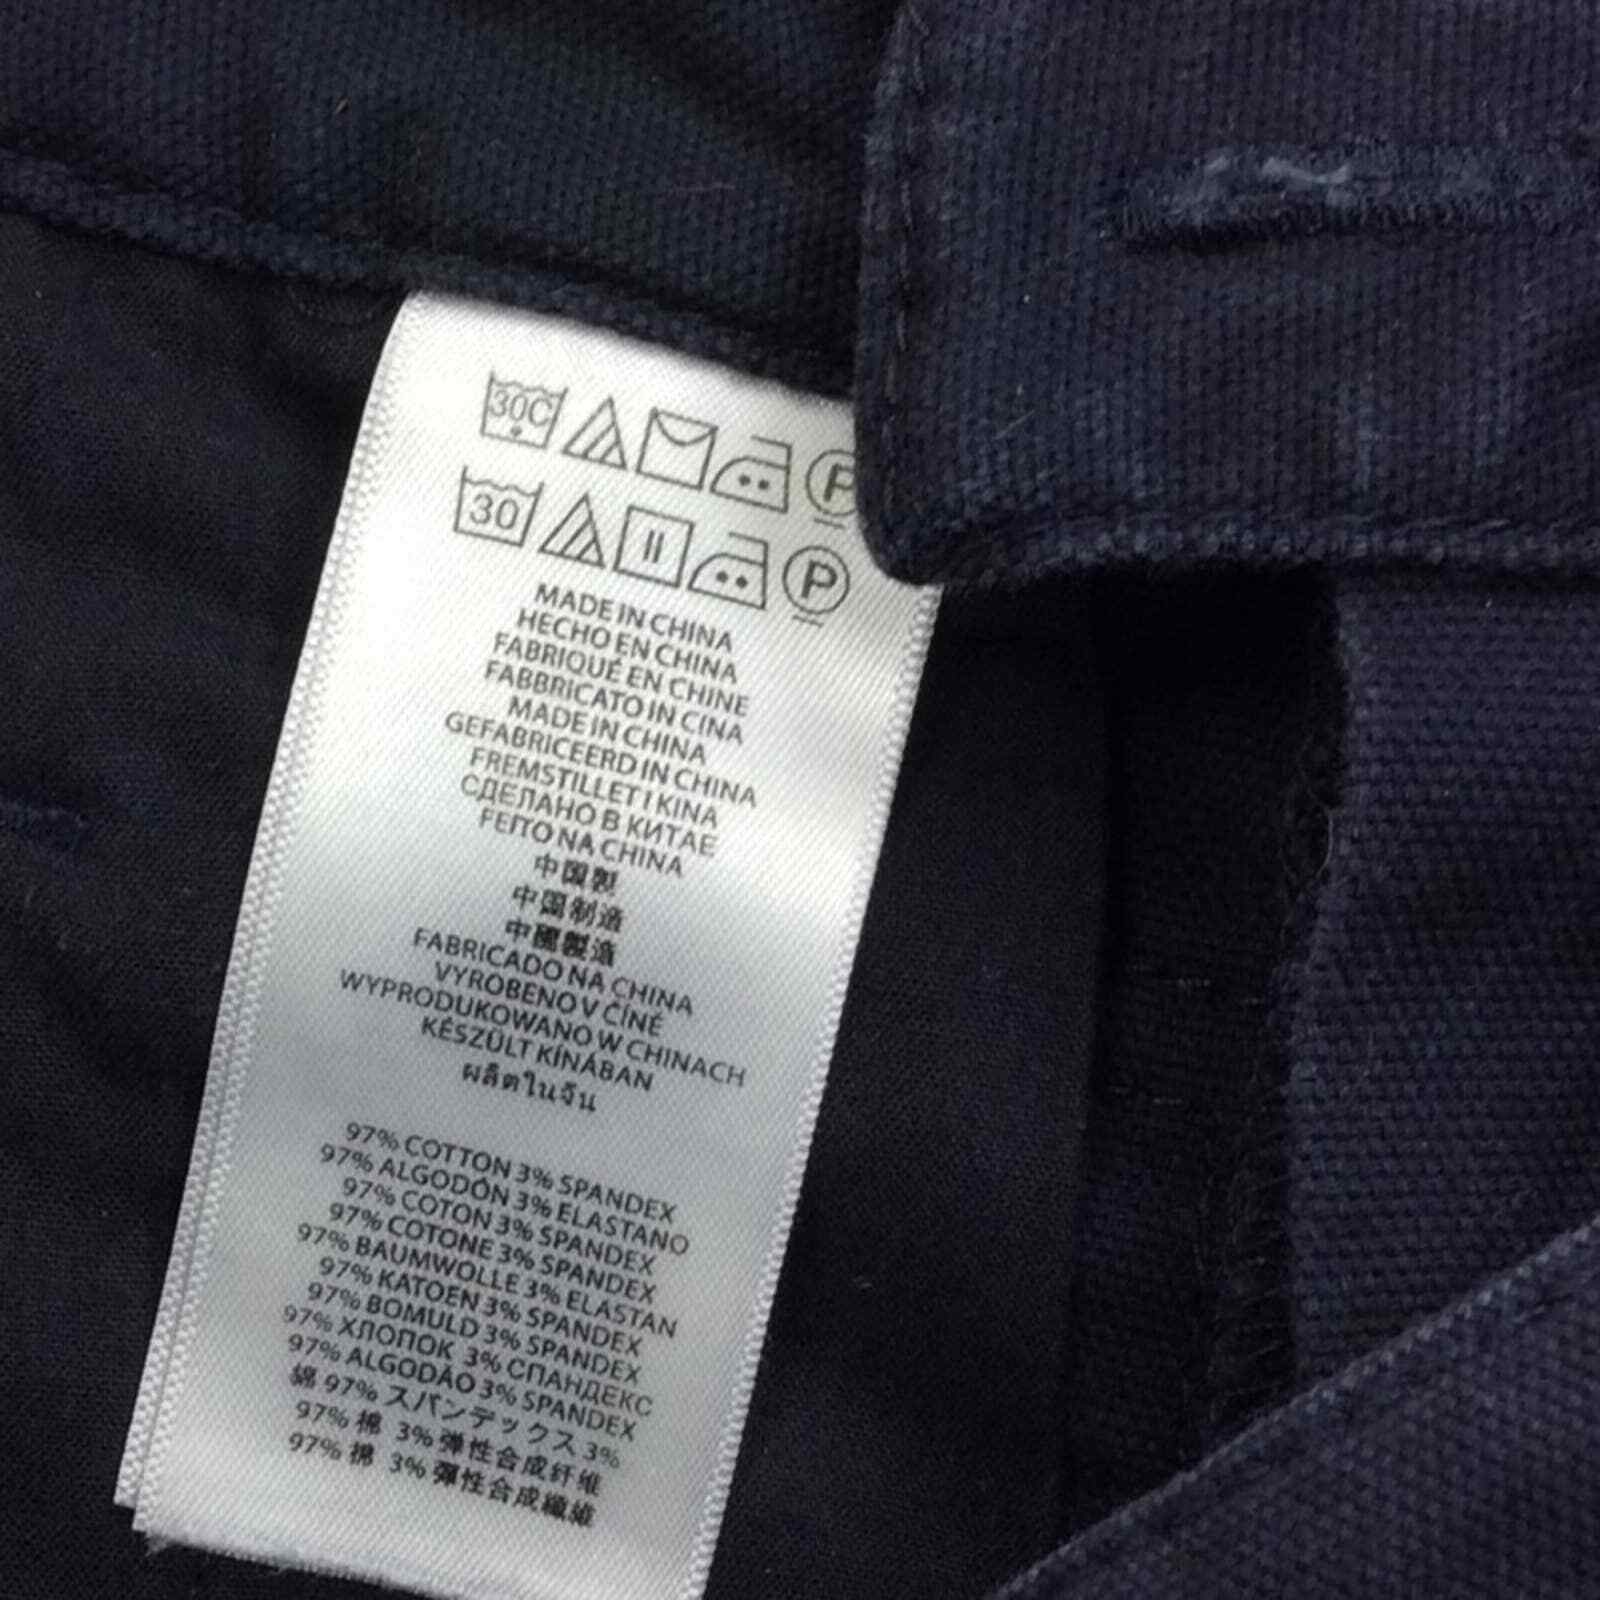 30C P
30 P
MADE IN CHINA
HECHO EN CHINA
FABRIQUÉ EN CHINE
FABBRICATO IN CINA
MADE IN CHINA
GEFABRICEERD IN CHINA
FREMSTILLET I KINA
СДЕЛАНО В КИТАЕ
FEITO NA CHINA
中国製
中国制造
中國製造
FABRICADO NA CHINA
VYROBENO V ČÍNĚ
WYPRODUKOWANO W CHINACH
KÉSZÜLT KÍNÁBAN
ผลิตในจีน
97% COTTON 3% SPANDEX
97% ALGODÓN 3% ELASTANO
97% COTON 3% SPANDEX
97% COTONE 3% SPANDEX
97% BAUMWOLLE 3% ELASTAN
97% KATOEN 3% SPANDEX
97% BOMULD 3% SPANDEX
97% ХЛОПОК 3% СПАНДЕКС
97% ALGODÃO 3% SPANDEX
綿 97% スパンデックス 3%
97% 棉 3% 弹性合成纤维
97% 棉 3% 彈性合成纖維